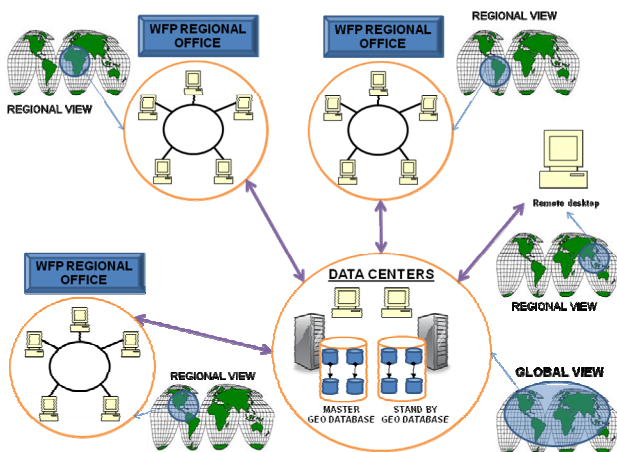 WFP REGIONAL
OFFICE
REGIONAL VIEW
WFP REGIONAL
OFFICE
REGIONAL VIEW
Remote desktop
REGIONAL VIEW
WFP REGIONAL
OFFICE
REGIONAL VIEW
DATA CENTERS
MASTER
GEO DATABASE
STAND BY
GEO DATABASE
GLOBAL VIEW